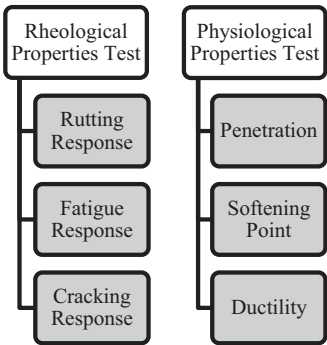 Rheological
Properties Test
Rutting
Response
Fatigue
Response
Cracking
Response
Physiological
Properties Test
Penetration
Softening
Point
Ductility